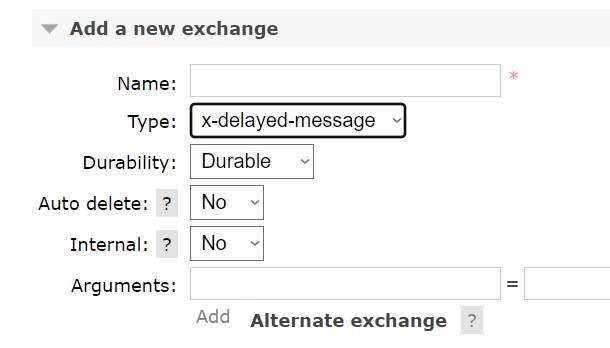 Add a new exchange
Name: *
Type: x-delayed-message
Durability: Durable
Auto delete: ? No
Internal: ? No
Arguments: =
Add Alternate exchange ?